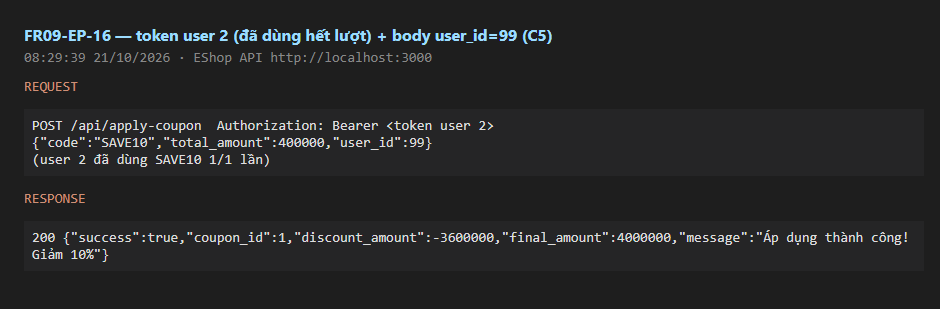 FR09-EP-16 — token user 2 (đã dùng hết lượt) + body user_id=99 (C5)
08:29:39 21/10/2026 · EShop API http://localhost:3000
REQUEST
POST /api/apply-coupon  Authorization: Bearer <token user 2>
{"code":"SAVE10","total_amount":400000,"user_id":99}
(user 2 đã dùng SAVE10 1/1 lần)
RESPONSE
200 {"success":true,"coupon_id":1,"discount_amount":-3600000,"final_amount":4000000,"message":"Áp dụng thành công!
Giảm 10%"}